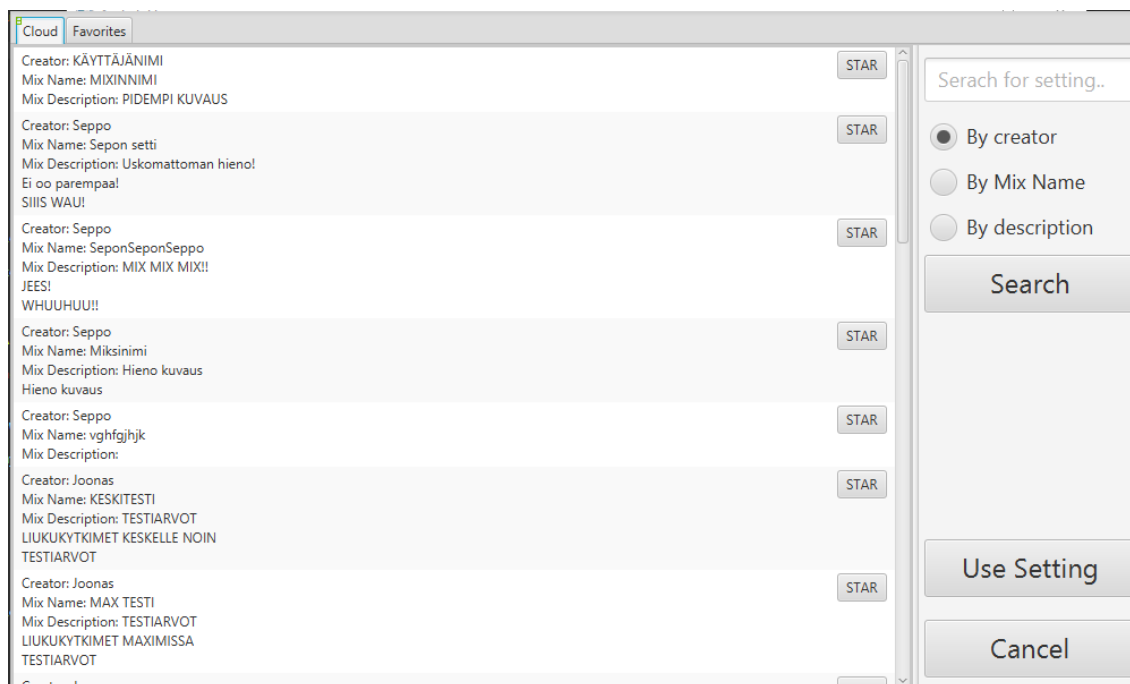 Cloud Favorites
Creator: KÄYTTÄJÄNIMI
Mix Name: MIXINNIMI
Mix Description: PIDEMPI KUVAUS
STAR
Creator: Seppo
Mix Name: Sepon setti
Mix Description: Uskomattoman hieno!
Ei oo parempaa!
SIIIS WAU!
STAR
Creator: Seppo
Mix Name: SeponSeponSeppo
Mix Description: MIX MIX MIX!!
JEES!
WHUUHUU!!
STAR
Creator: Seppo
Mix Name: Miksinimi
Mix Description: Hieno kuvaus
Hieno kuvaus
STAR
Creator: Seppo
Mix Name: vghfgjhjk
Mix Description:
STAR
Creator: Joonas
Mix Name: KESKITESTI
Mix Description: TESTIARVOT
LIUKUKYTKIMET KESKELLE NOIN
TESTIARVOT
STAR
Creator: Joonas
Mix Name: MAX TESTI
Mix Description: TESTIARVOT
LIUKUKYTKIMET MAXIMISSA
TESTIARVOT
STAR
Serach for setting..
By creator
By Mix Name
By description
Search
Use Setting
Cancel